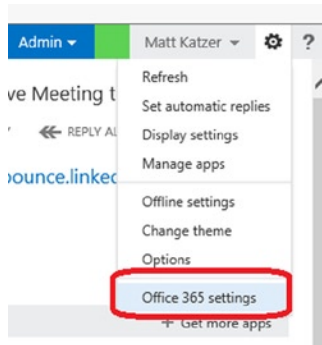 Admin Matt Katzer ?
Refresh
ve Meeting t
Set automatic replies
REPLY AL
Display settings
Manage apps
bounce.linked
Offline settings
Change theme
Options
Office 365 settings
+ Get more apps